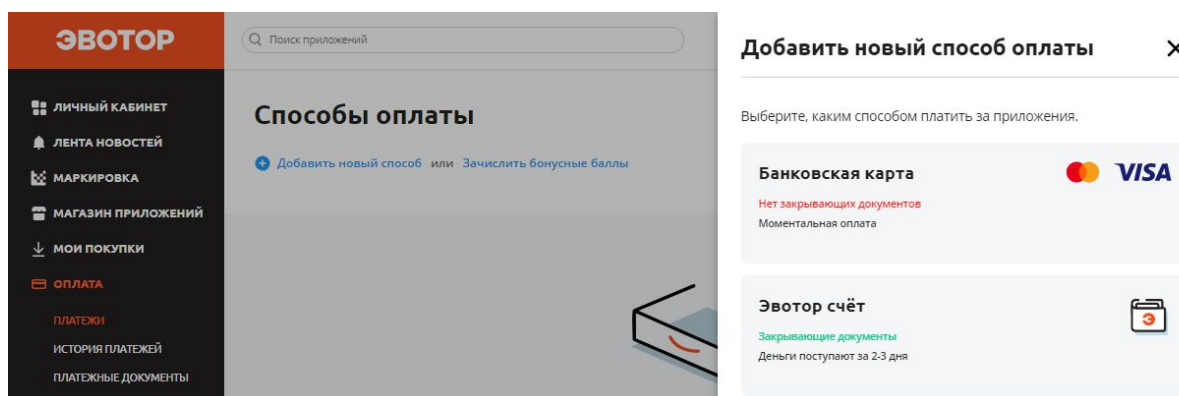 ЭВОТОР
Поиск приложений
ЛИЧНЫЙ КАБИНЕТ
ЛЕНТА НОВОСТЕЙ
МАРКИРОВКА
МАГАЗИН ПРИЛОЖЕНИЙ
МОИ ПОКУПКИ
ОПЛАТА
ПЛАТЕЖИ
ИСТОРИЯ ПЛАТЕЖЕЙ
ПЛАТЕЖНЫЕ ДОКУМЕНТЫ
Способы оплаты
Добавить новый способ или Зачислить бонусные баллы
Добавить новый способ оплаты
Выберите, каким способом платить за приложения.
Банковская карта VISA
Нет закрывающих документов
Моментальная оплата
Эвотор счёт Э
Закрывающие документы
Деньги поступают за 2-3 дня